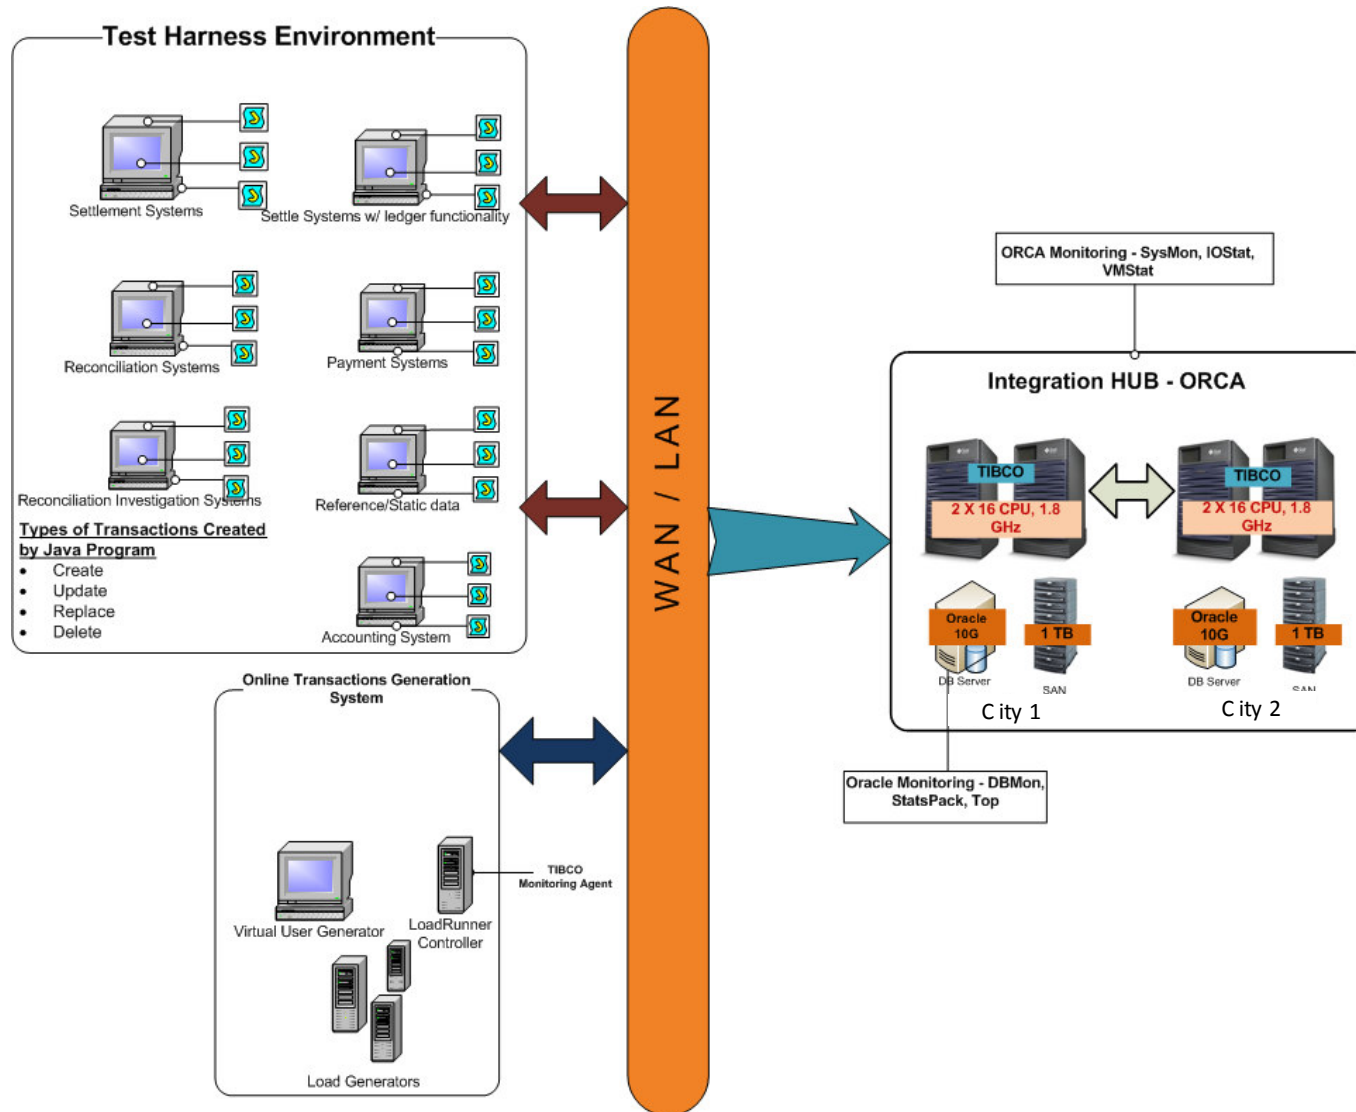 Test Harness Environment
Settlement Systems
Settle Systems w/ ledger functionality
Reconciliation Systems
Payment Systems
Reconciliation Investigation Systems
Reference/Static data
Types of Transactions Created
by Java Program
• Create
• Update
• Replace
• Delete
Accounting System
Online Transactions Generation
System
Virtual User Generator
LoadRunner
Controller
TIBCO
Monitoring Agent
Load Generators
WAN / LAN
ORCA Monitoring - SysMon, IOStat,
VMStat
Integration HUB - ORCA
TIBCO
2 X 16 CPU, 1.8
GHz
TIBCO
2 X 16 CPU, 1.8
GHz
Oracle
10G
1 TB
DB Server
SAN
City 1
Oracle
10G
1 TB
DB Server
SAN
City 2
Oracle Monitoring - DBMon,
StatsPack, Top